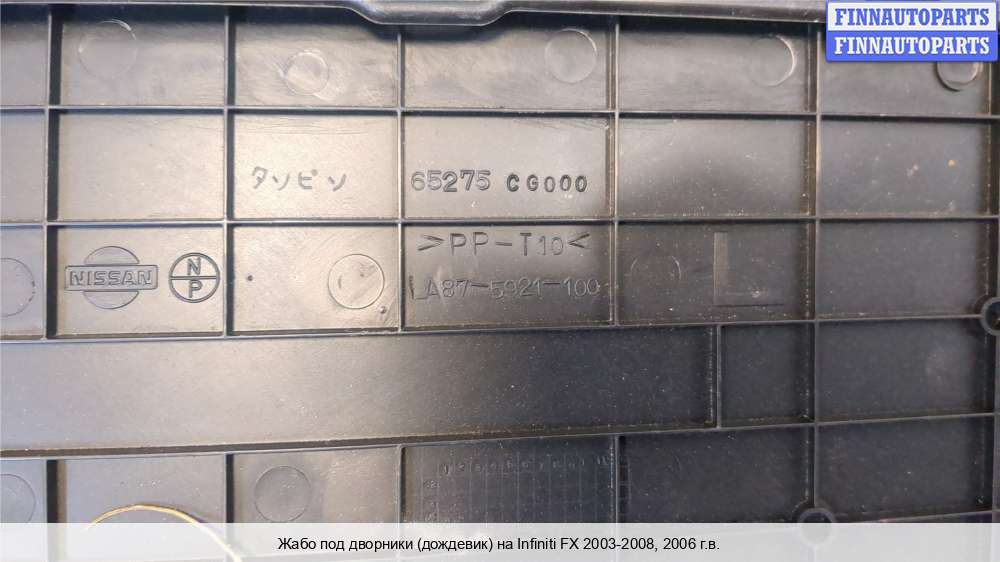 FINNAUTOPARTS
FINNAUTOPARTS
タソピソ 65275 CG000
>PP-T10<
NISSAN NP LA87-5921-100
L
Жабо под дворники (дождевик) на Infiniti FX 2003-2008, 2006 г.в.